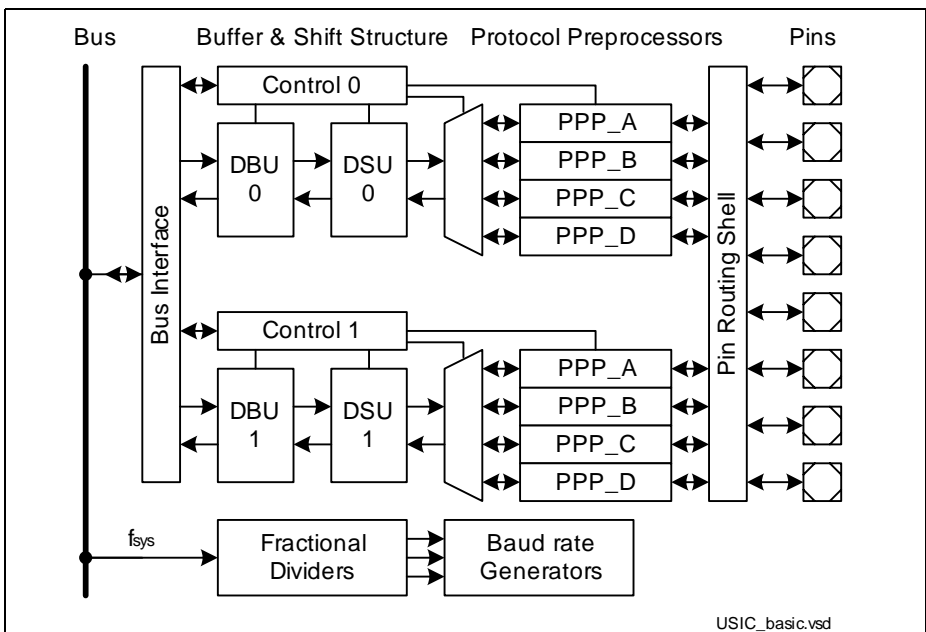 Bus Buffer & Shift Structure Protocol Preprocessors Pins
Bus Interface
Control 0
DBU
0
DSU
0
PPP_A
PPP_B
PPP_C
PPP_D
Control 1
DBU
1
DSU
1
PPP_A
PPP_B
PPP_C
PPP_D
Pin Routing Shell
fsys
Fractional
Dividers
Baud rate
Generators
USIC_basic.vsd